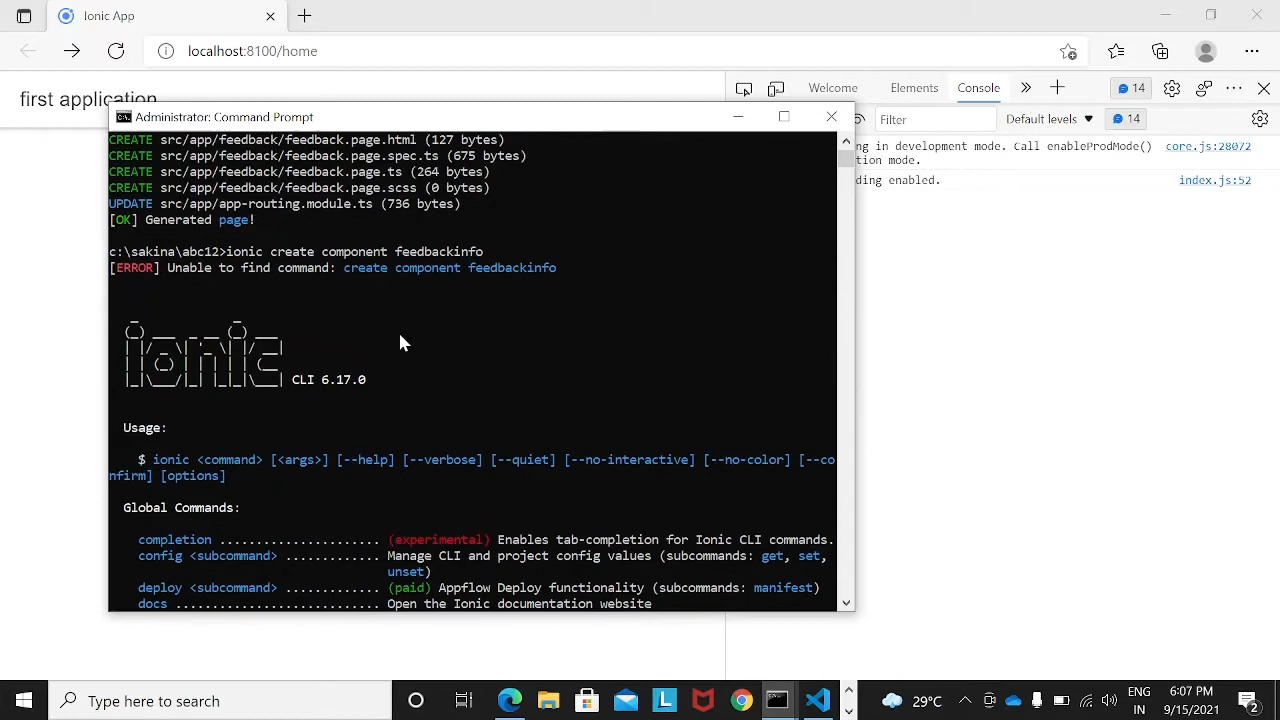 Ionic App
localhost:8100/home
first application
Welcome
Elements
Console
14
Filter
Default levels
14
ng in development mode. Call enableProdMode()
core.js:28072
tion mode.
ding enabled.
index.js:52
Administrator: Command Prompt
CREATE src/app/feedback/feedback.page.html (127 bytes)
CREATE src/app/feedback/feedback.page.spec.ts (675 bytes)
CREATE src/app/feedback/feedback.page.ts (264 bytes)
CREATE src/app/feedback/feedback.page.scss (0 bytes)
UPDATE src/app/app-routing.module.ts (736 bytes)
[OK] Generated page!
c:\sakina\abc12>ionic create component feedbackinfo
[ERROR] Unable to find command: create component feedbackinfo
ionic CLI 6.17.0
Usage:
$ ionic <command> [<args>] [--help] [--verbose] [--quiet] [--no-interactive] [--no-color] [--co
nfirm] [options]
Global Commands:
completion ...................... (experimental) Enables tab-completion for Ionic CLI commands.
config <subcommand> ............. Manage CLI and project config values (subcommands: get, set,
unset)
deploy <subcommand> ............. (paid) Appflow Deploy functionality (subcommands: manifest)
docs ............................ Open the Ionic documentation website
Type here to search
L
29°C
ENG
IN
6:07 PM
9/15/2021
2